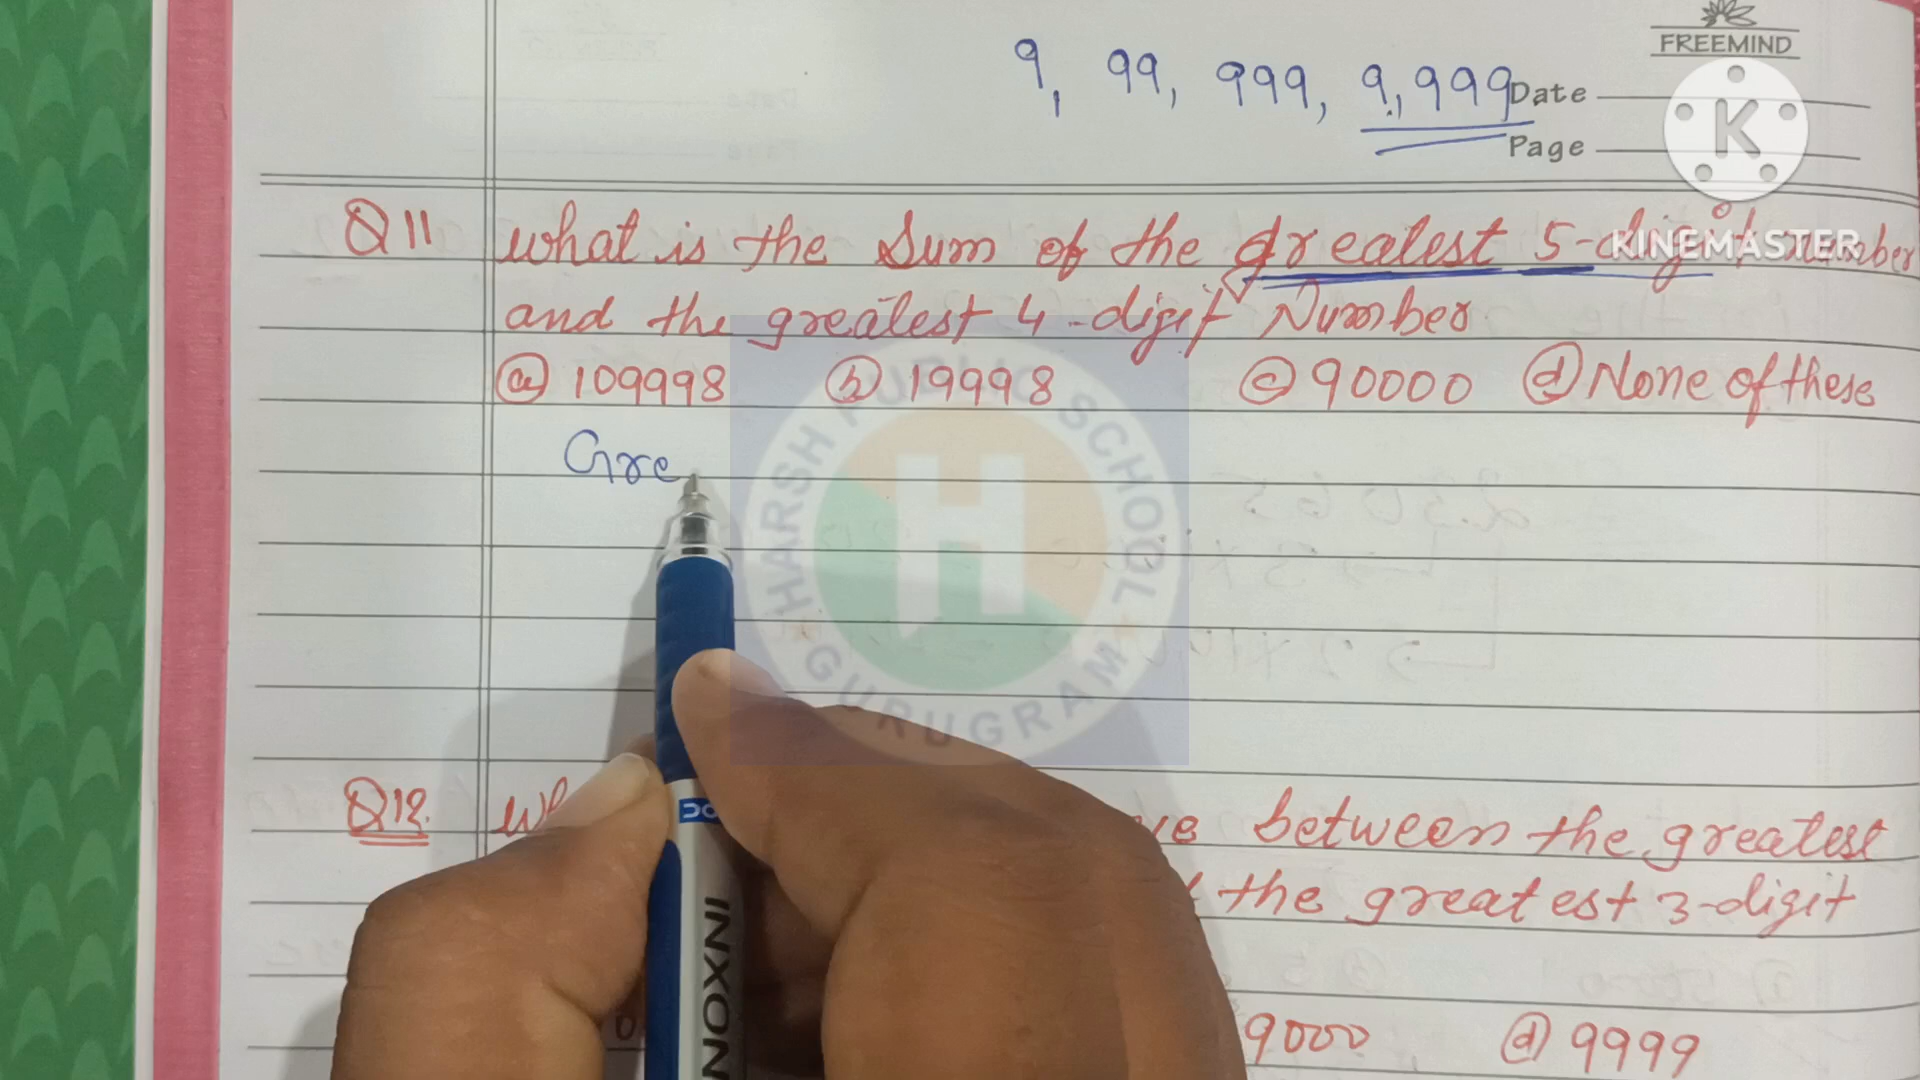 FREEMIND
9, 99, 999, 9,999
Date
Page
K
KINEMASTER
Q11 what is the Sum of the greatest 5-digit number
and the greatest 4-digit Number
(a) 109998 (b) 19998 (c) 90000 (d) None of these
Gre
HARSH PUBLIC SCHOOL
H
GURUGRAM
Q12. between the greatest
the greatest 3-digit
9000 (d) 9999
INXON